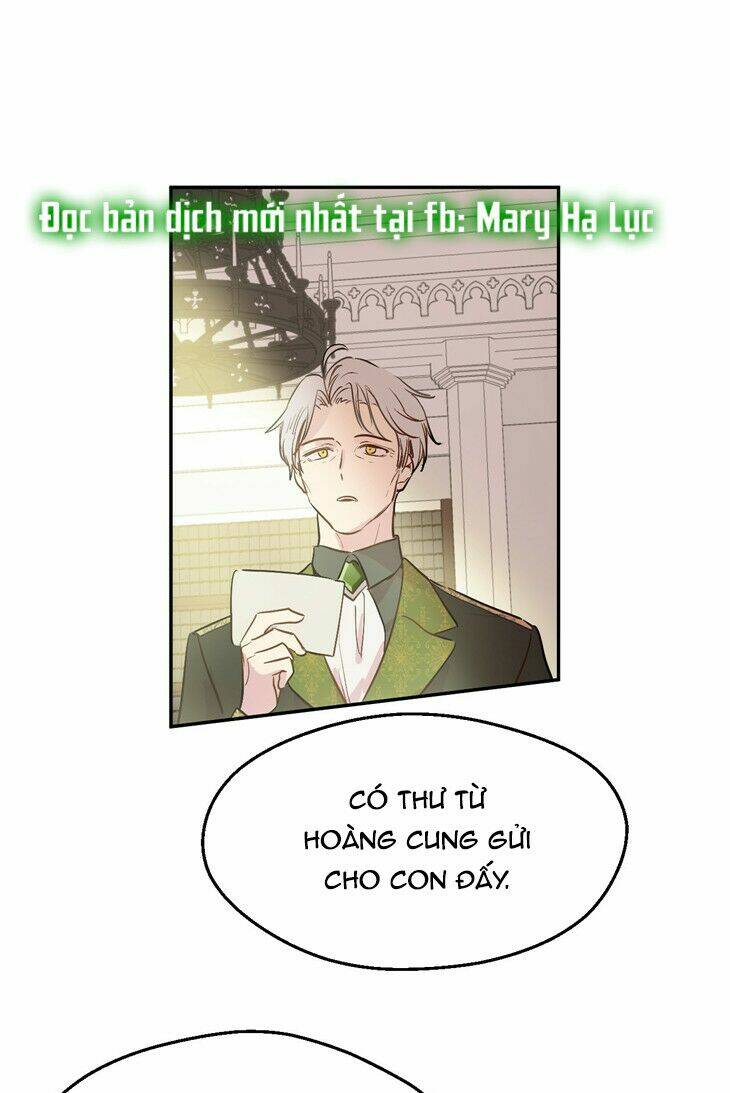 Đọc bản dịch mới nhất tại fb: Mary Hạ Lục
CÓ THƯ TỪ
HOÀNG CUNG GỬI
CHO CON ĐẤY.